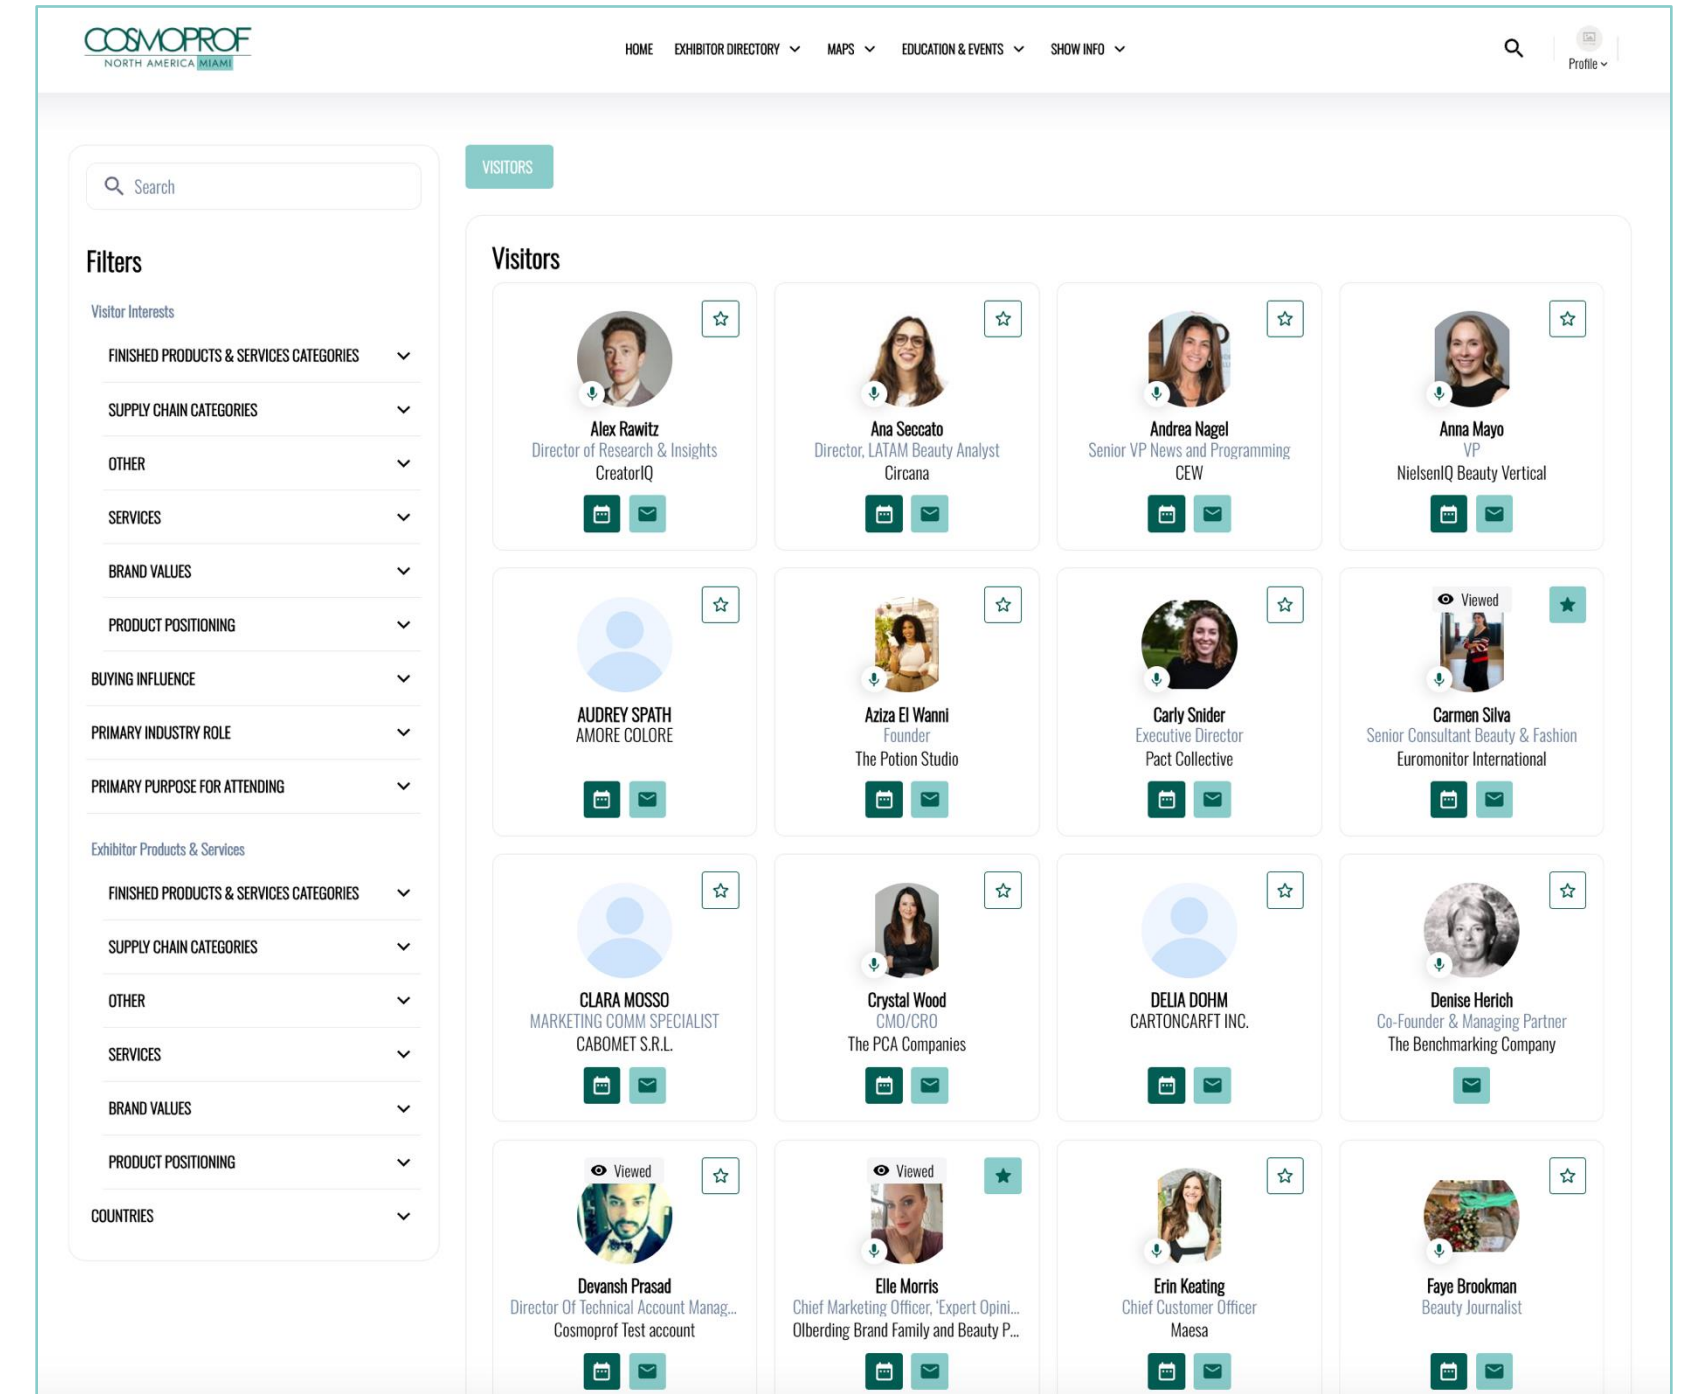 COSMOPROF
NORTH AMERICA MIAMI
HOME EXHIBITOR DIRECTORY MAPS EDUCATION & EVENTS SHOW INFO
Profile
Search
Filters
Visitor Interests
FINISHED PRODUCTS & SERVICES CATEGORIES
SUPPLY CHAIN CATEGORIES
OTHER
SERVICES
BRAND VALUES
PRODUCT POSITIONING
BUYING INFLUENCE
PRIMARY INDUSTRY ROLE
PRIMARY PURPOSE FOR ATTENDING
Exhibitor Products & Services
FINISHED PRODUCTS & SERVICES CATEGORIES
SUPPLY CHAIN CATEGORIES
OTHER
SERVICES
BRAND VALUES
PRODUCT POSITIONING
COUNTRIES
VISITORS
Visitors
Alex Rawitz
Director of Research & Insights
CreatorIQ
Ana Seccato
Director, LATAM Beauty Analyst
Circana
Andrea Nagel
Senior VP News and Programming
CEW
Anna Mayo
VP
NielsenIQ Beauty Vertical
AUDREY SPATH
AMORE COLORE
Aziza El Wanni
Founder
The Potion Studio
Carly Snider
Executive Director
Pact Collective
Viewed
Carmen Silva
Senior Consultant Beauty & Fashion
Euromonitor International
CLARA MOSSO
MARKETING COMM SPECIALIST
CABOMET S.R.L.
Crystal Wood
CMO/CRO
The PCA Companies
DELIA DOHM
CARTONCARFT INC.
Denise Herich
Co-Founder & Managing Partner
The Benchmarking Company
Viewed
Devansh Prasad
Director Of Technical Account Manag...
Cosmoprof Test account
Viewed
Elle Morris
Chief Marketing Officer, 'Expert Opini...
Olberding Brand Family and Beauty P...
Erin Keating
Chief Customer Officer
Maesa
Faye Brookman
Beauty Journalist